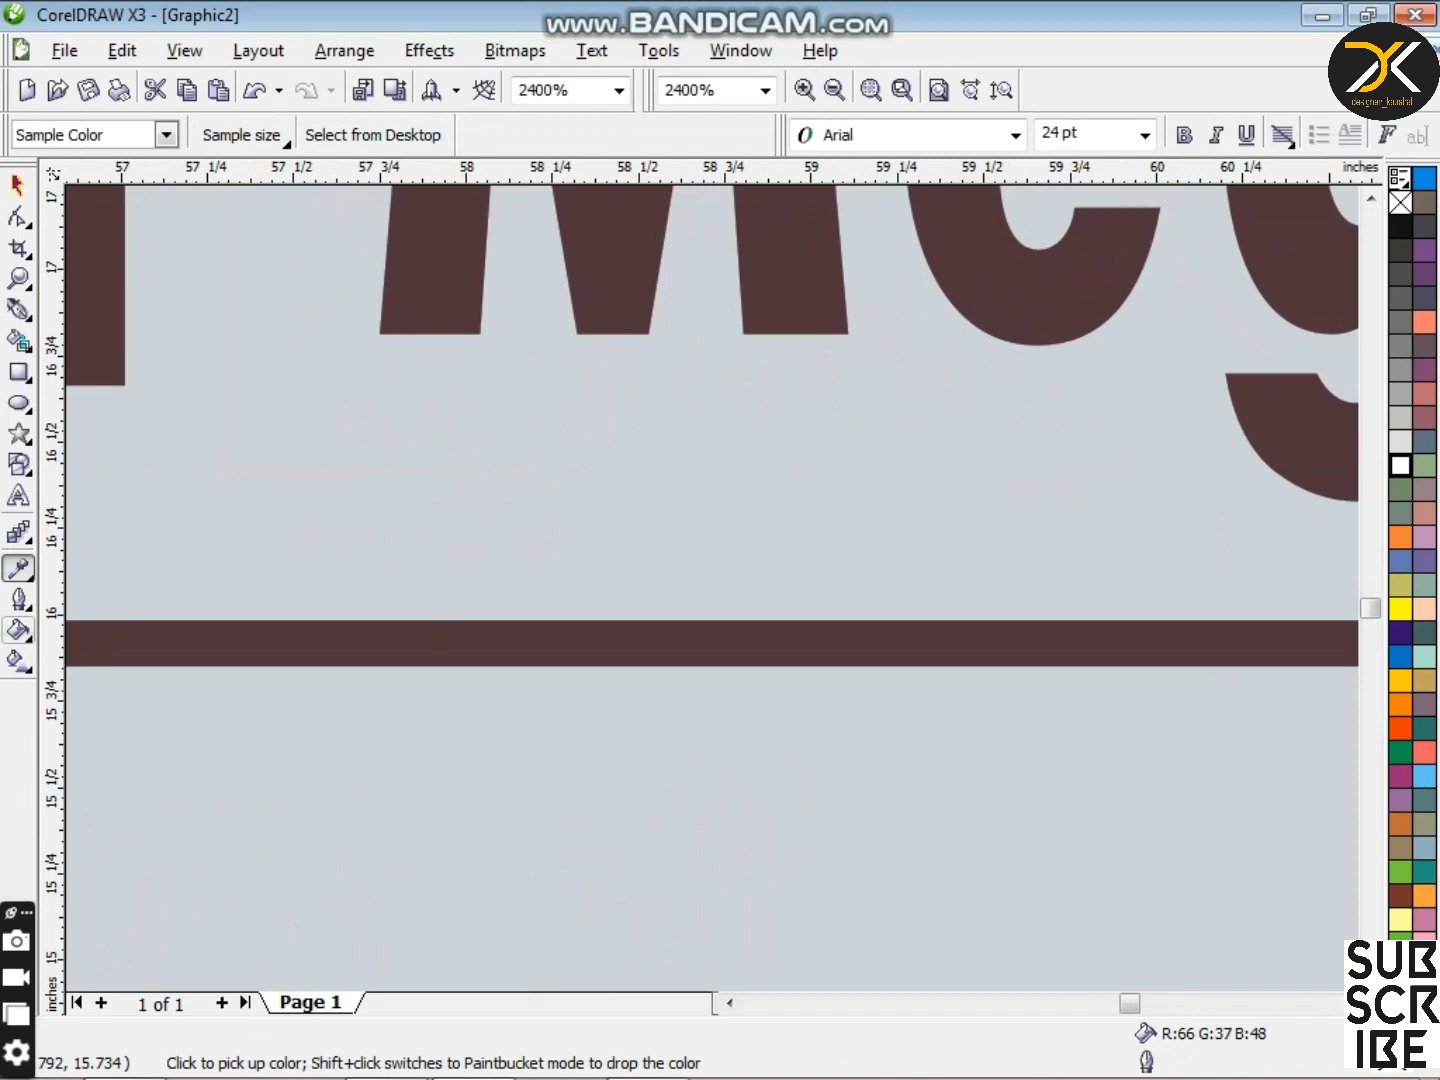 CorelDRAW X3 - [Graphic2]
www.BANDICAM.com
File Edit View Layout Arrange Effects Bitmaps Text Tools Window Help
DK
designer_kaushal
2400% 2400%
Sample Color Sample size Select from Desktop Arial 24 pt B I U F ab
57 57 1/4 57 1/2 57 3/4 58 58 1/4 58 1/2 58 3/4 59 59 1/4 59 1/2 59 3/4 60 60 1/4 inches
17
17
16 3/4
16 1/2
16 1/4
16
15 3/4
15 1/2
15 1/4
15
inches
1 of 1 Page 1
SUB
SCR
IBE
R:66 G:37 B:48
792, 15.734 ) Click to pick up color; Shift+click switches to Paintbucket mode to drop the color